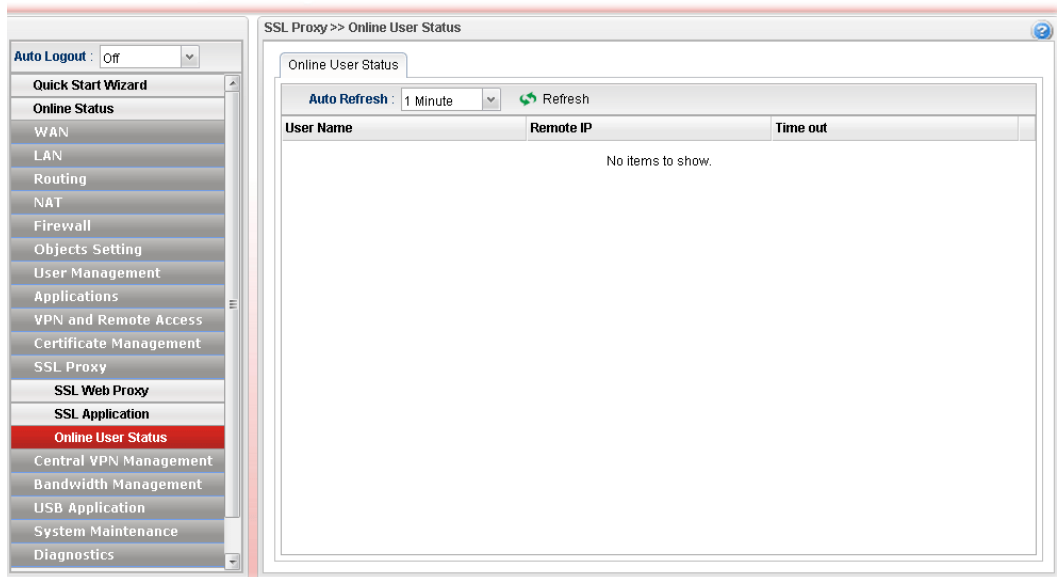 SSL Proxy >> Online User Status
Auto Logout : Off
Quick Start Wizard
Online Status
WAN
LAN
Routing
NAT
Firewall
Objects Setting
User Management
Applications
VPN and Remote Access
Certificate Management
SSL Proxy
SSL Web Proxy
SSL Application
Online User Status
Central VPN Management
Bandwidth Management
USB Application
System Maintenance
Diagnostics
Online User Status
Auto Refresh : 1 Minute Refresh
User Name Remote IP Time out
No items to show.